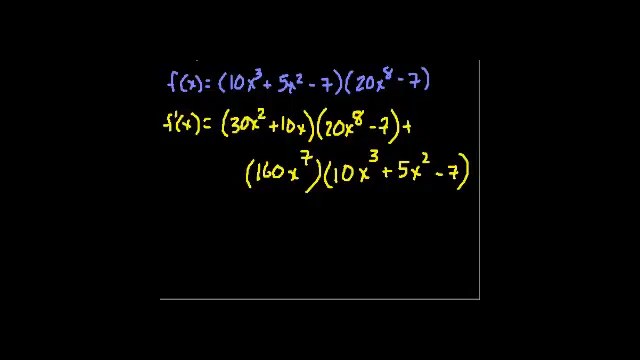 f(x) = (10x³ + 5x² - 7)(20x⁸ - 7)
f'(x) = (30x² + 10x)(20x⁸ - 7) +
(160x⁷)(10x³ + 5x² - 7)